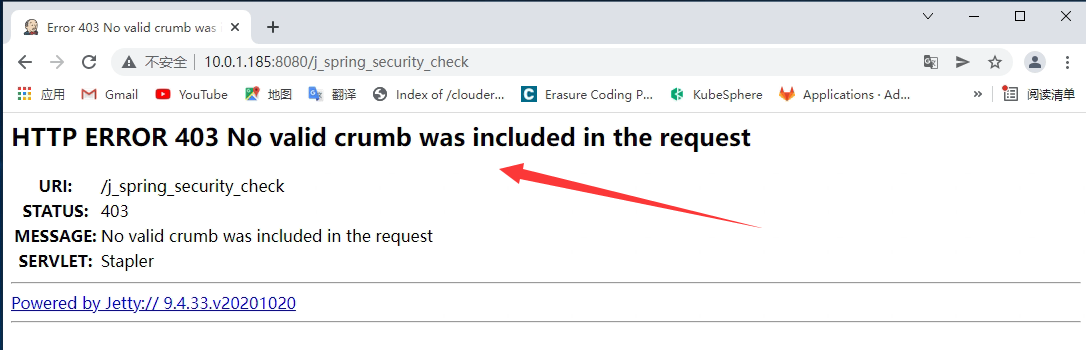 Error 403 No valid crumb was
不安全 10.0.1.185:8080/j_spring_security_check
应用 Gmail YouTube 地图 翻译 Index of /clouder... Erasure Coding P... KubeSphere Applications · Ad... » 阅读清单
HTTP ERROR 403 No valid crumb was included in the request
URI: /j_spring_security_check
STATUS: 403
MESSAGE: No valid crumb was included in the request
SERVLET: Stapler
Powered by Jetty:// 9.4.33.v20201020